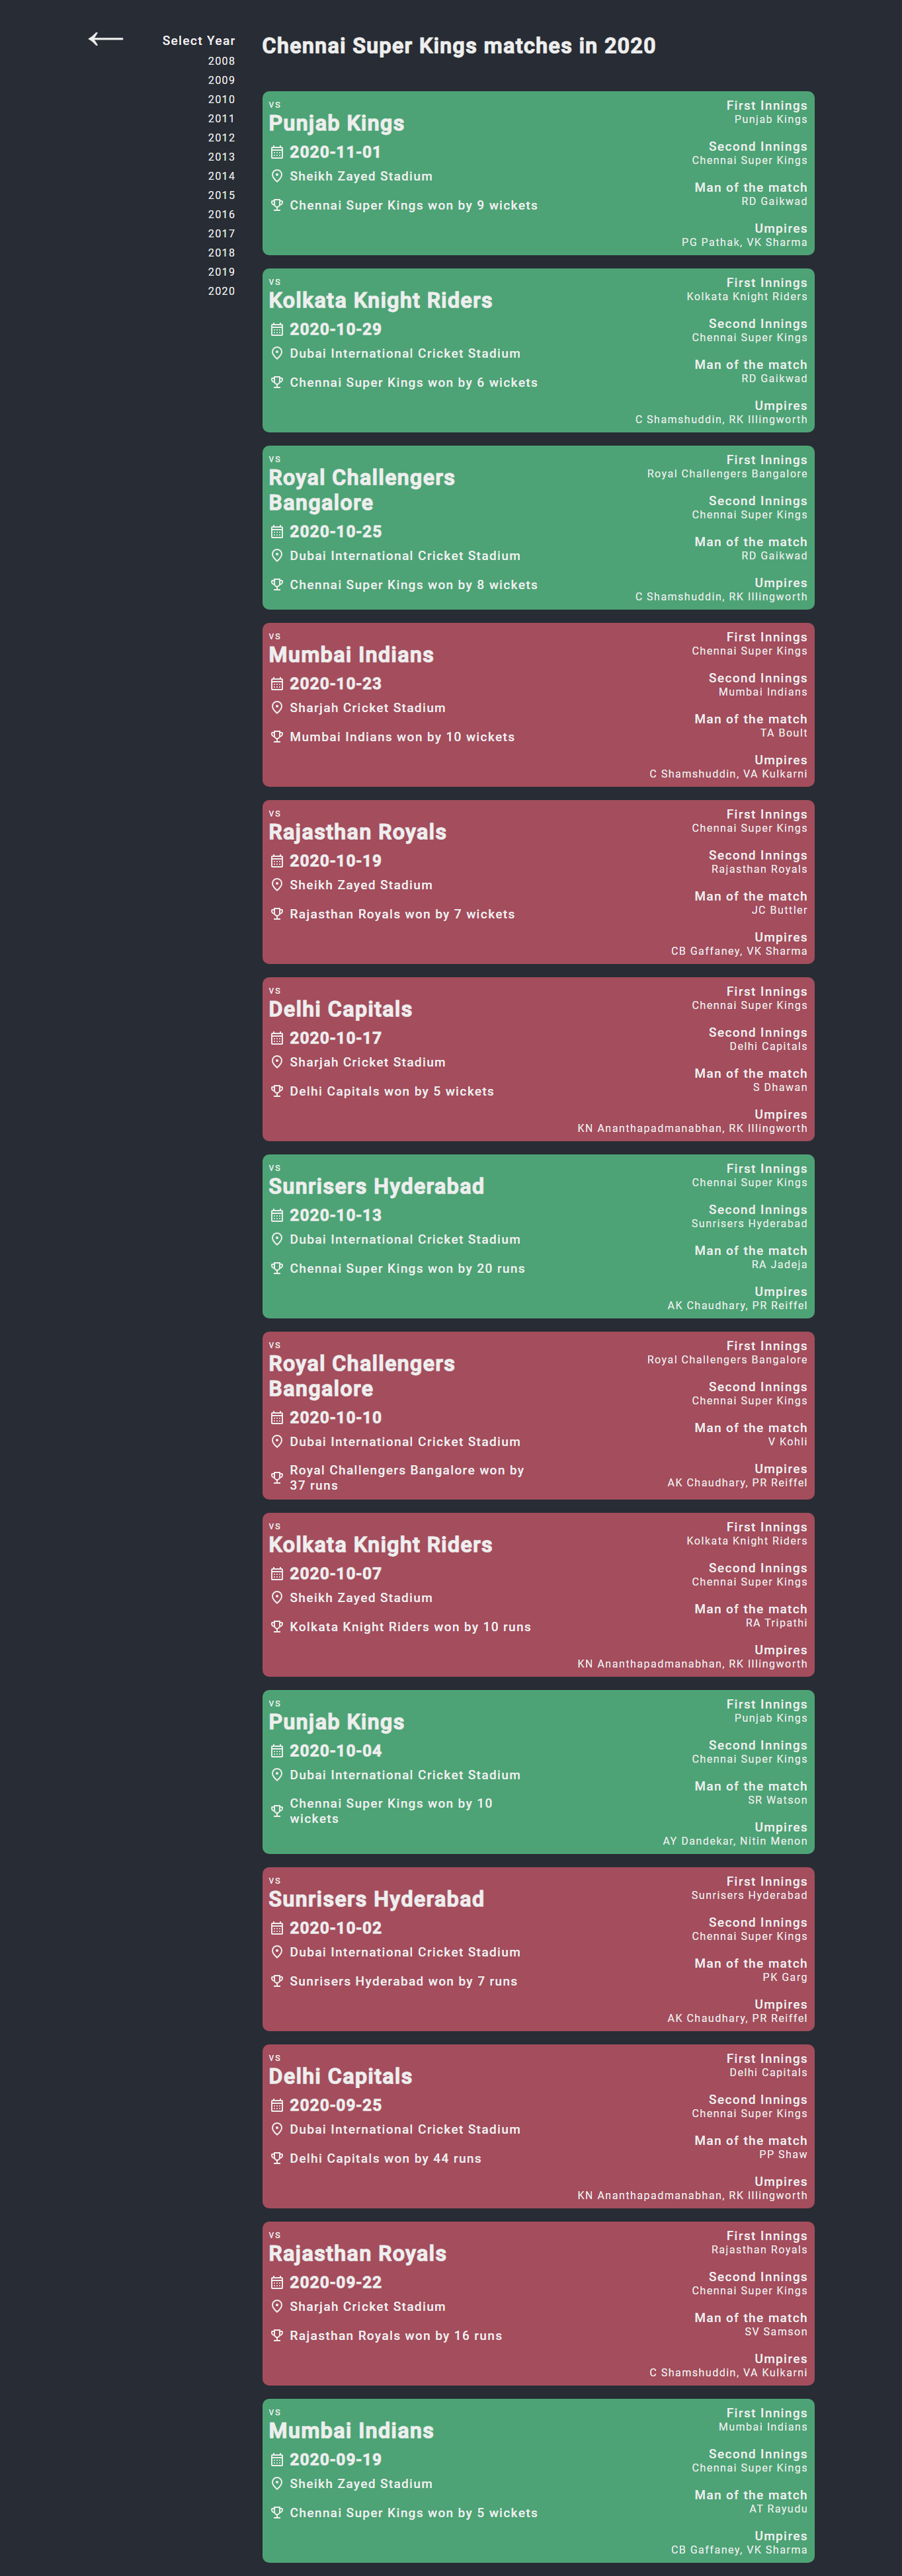 Select Year
2008
2009
2010
2011
2012
2013
2014
2015
2016
2017
2018
2019
2020
Chennai Super Kings matches in 2020
vs
Punjab Kings
2020-11-01
Sheikh Zayed Stadium
Chennai Super Kings won by 9 wickets
First Innings
Punjab Kings
Second Innings
Chennai Super Kings
Man of the match
RD Gaikwad
Umpires
PG Pathak, VK Sharma
vs
Kolkata Knight Riders
2020-10-29
Dubai International Cricket Stadium
Chennai Super Kings won by 6 wickets
First Innings
Kolkata Knight Riders
Second Innings
Chennai Super Kings
Man of the match
RD Gaikwad
Umpires
C Shamshuddin, RK Illingworth
vs
Royal Challengers
Bangalore
2020-10-25
Dubai International Cricket Stadium
Chennai Super Kings won by 8 wickets
First Innings
Royal Challengers Bangalore
Second Innings
Chennai Super Kings
Man of the match
RD Gaikwad
Umpires
C Shamshuddin, RK Illingworth
vs
Mumbai Indians
2020-10-23
Sharjah Cricket Stadium
Mumbai Indians won by 10 wickets
First Innings
Chennai Super Kings
Second Innings
Mumbai Indians
Man of the match
TA Boult
Umpires
C Shamshuddin, VA Kulkarni
vs
Rajasthan Royals
2020-10-19
Sheikh Zayed Stadium
Rajasthan Royals won by 7 wickets
First Innings
Chennai Super Kings
Second Innings
Rajasthan Royals
Man of the match
JC Buttler
Umpires
CB Gaffaney, VK Sharma
vs
Delhi Capitals
2020-10-17
Sharjah Cricket Stadium
Delhi Capitals won by 5 wickets
First Innings
Chennai Super Kings
Second Innings
Delhi Capitals
Man of the match
S Dhawan
Umpires
KN Ananthapadmanabhan, RK Illingworth
vs
Sunrisers Hyderabad
2020-10-13
Dubai International Cricket Stadium
Chennai Super Kings won by 20 runs
First Innings
Chennai Super Kings
Second Innings
Sunrisers Hyderabad
Man of the match
RA Jadeja
Umpires
AK Chaudhary, PR Reiffel
vs
Royal Challengers
Bangalore
2020-10-10
Dubai International Cricket Stadium
Royal Challengers Bangalore won by
37 runs
First Innings
Royal Challengers Bangalore
Second Innings
Chennai Super Kings
Man of the match
V Kohli
Umpires
AK Chaudhary, PR Reiffel
vs
Kolkata Knight Riders
2020-10-07
Sheikh Zayed Stadium
Kolkata Knight Riders won by 10 runs
First Innings
Kolkata Knight Riders
Second Innings
Chennai Super Kings
Man of the match
RA Tripathi
Umpires
KN Ananthapadmanabhan, RK Illingworth
vs
Punjab Kings
2020-10-04
Dubai International Cricket Stadium
Chennai Super Kings won by 10
wickets
First Innings
Punjab Kings
Second Innings
Chennai Super Kings
Man of the match
SR Watson
Umpires
AY Dandekar, Nitin Menon
vs
Sunrisers Hyderabad
2020-10-02
Dubai International Cricket Stadium
Sunrisers Hyderabad won by 7 runs
First Innings
Sunrisers Hyderabad
Second Innings
Chennai Super Kings
Man of the match
PK Garg
Umpires
AK Chaudhary, PR Reiffel
vs
Delhi Capitals
2020-09-25
Dubai International Cricket Stadium
Delhi Capitals won by 44 runs
First Innings
Delhi Capitals
Second Innings
Chennai Super Kings
Man of the match
PP Shaw
Umpires
KN Ananthapadmanabhan, RK Illingworth
vs
Rajasthan Royals
2020-09-22
Sharjah Cricket Stadium
Rajasthan Royals won by 16 runs
First Innings
Rajasthan Royals
Second Innings
Chennai Super Kings
Man of the match
SV Samson
Umpires
C Shamshuddin, VA Kulkarni
vs
Mumbai Indians
2020-09-19
Sheikh Zayed Stadium
Chennai Super Kings won by 5 wickets
First Innings
Mumbai Indians
Second Innings
Chennai Super Kings
Man of the match
AT Rayudu
Umpires
CB Gaffaney, VK Sharma